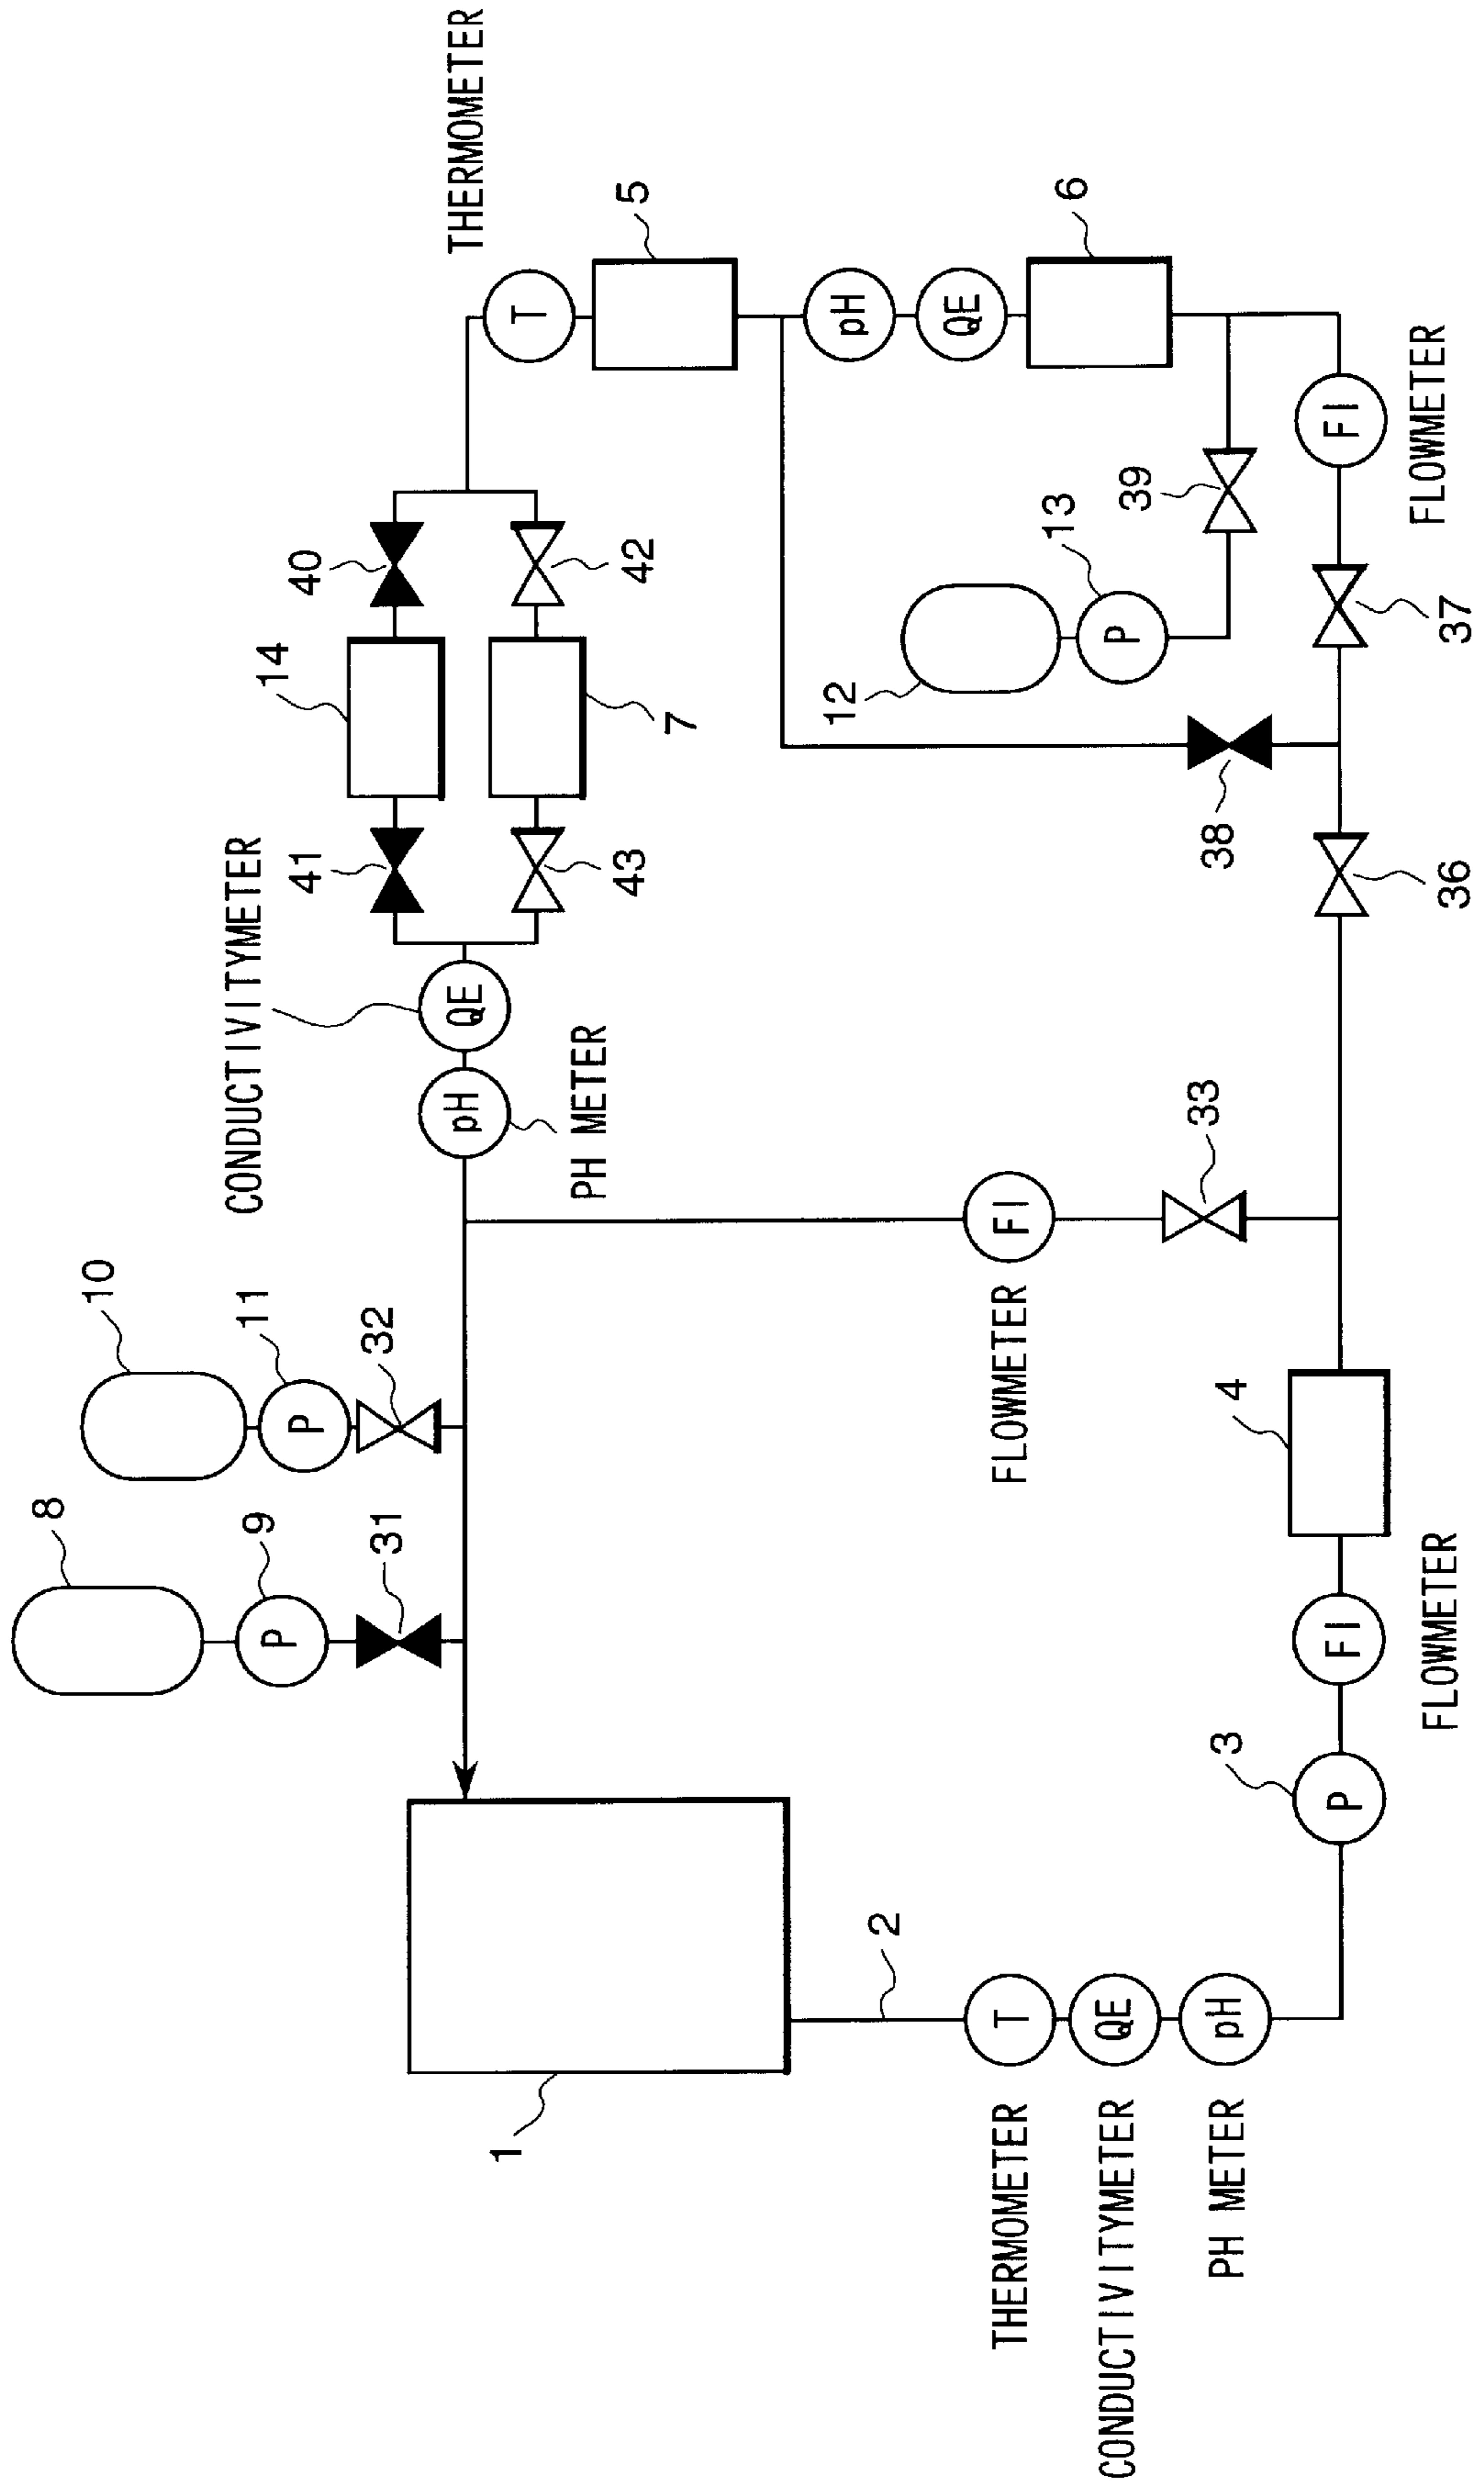 8
10
9
P
11
P
31
32
CONDUCTIVITYMETER
41
14
40
THERMOMETER
pH
QE
PH METER
43
7
42
T
5
1
2
pH
QE
6
12
13
P
39
T
QE
pH
THERMOMETER
CONDUCTIVITYMETER
PH METER
FI
FLOWMETER
33
38
3
P
FI
FLOWMETER
4
36
37
FI
FLOWMETER